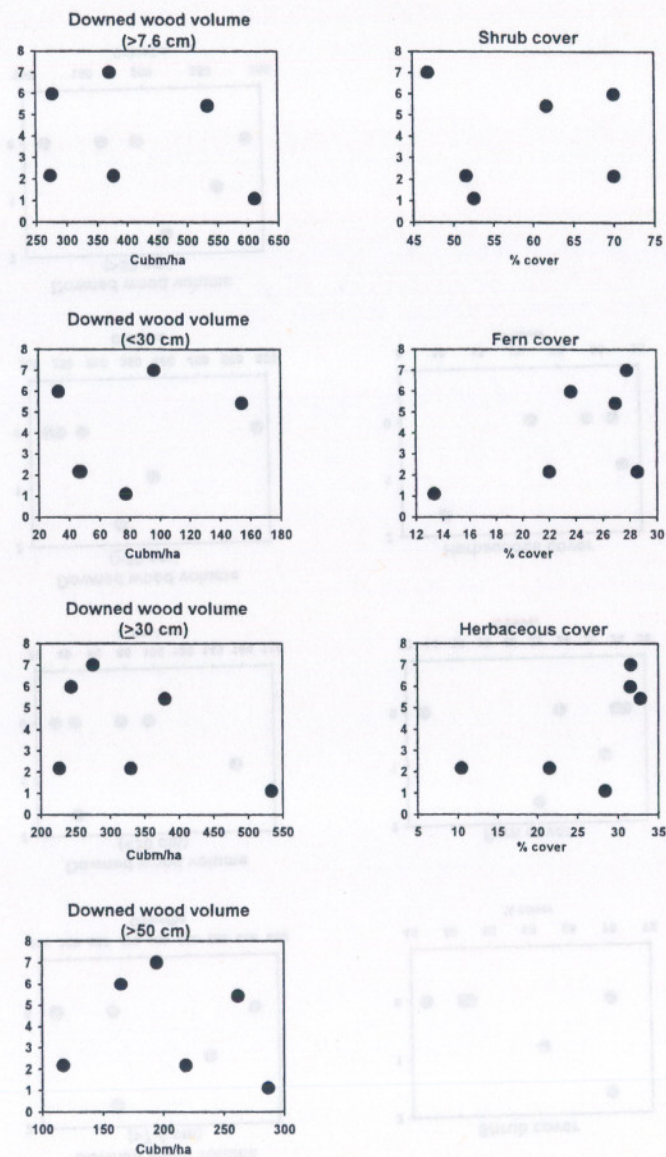 Downed wood volume
(>7.6 cm)
8
7
6
5
4
3
2
1
0
250 300 350 400 450 500 550 600 650
Cubm/ha
Shrub cover
8
7
6
5
4
3
2
1
0
45 50 55 60 65 70 75
% cover
Downed wood volume
(<30 cm)
8
7
6
5
4
3
2
1
0
20 40 60 80 100 120 140 160 180
Cubm/ha
Fern cover
8
7
6
5
4
3
2
1
0
12 14 16 18 20 22 24 26 28 30
% cover
Downed wood volume
(≥30 cm)
8
7
6
5
4
3
2
1
0
200 250 300 350 400 450 500 550
Cubm/ha
Herbaceous cover
8
7
6
5
4
3
2
1
0
5 10 15 20 25 30 35
% cover
Downed wood volume
(>50 cm)
8
7
6
5
4
3
2
1
0
100 150 200 250 300
Cubm/ha